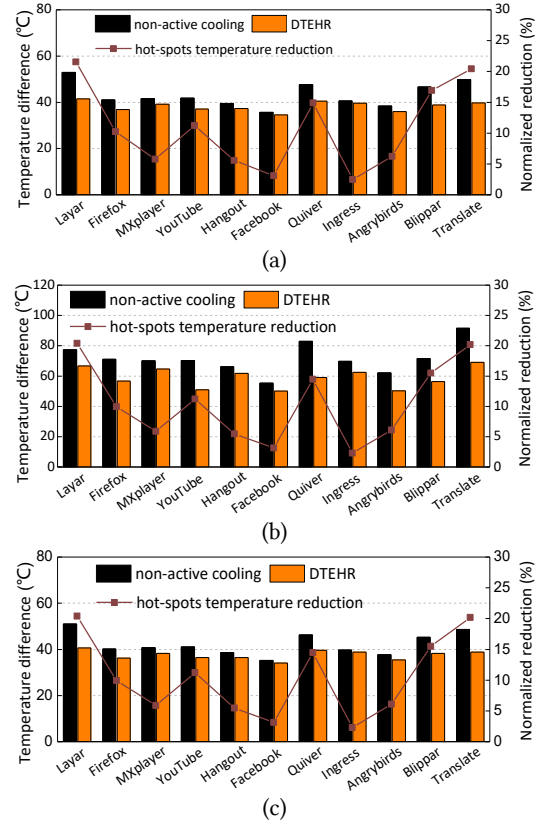 80
60
40
20
0
Temperature difference (℃)
non-active cooling
DTEHR
hot-spots temperature reduction
30
25
20
15
10
5
0
Normalized reduction (%)
Layar
Firefox
MXplayer
YouTube
Hangout
Facebook
Quiver
Ingress
Angrybirds
Blippar
Translate
(a)
120
100
80
60
40
20
0
Temperature difference (℃)
non-active cooling
DTEHR
hot-spots temperature reduction
30
25
20
15
10
5
0
Normalized reduction (%)
Layar
Firefox
MXplayer
YouTube
Hangout
Facebook
Quiver
Ingress
Angrybirds
Blippar
Translate
(b)
80
60
40
20
0
Temperature difference (℃)
non-active cooling
DTEHR
hot-spots temperature reduction
30
25
20
15
10
5
0
Normalized reduction (%)
Layar
Firefox
MXplayer
YouTube
Hangout
Facebook
Quiver
Ingress
Angrybirds
Blippar
Translate
(c)